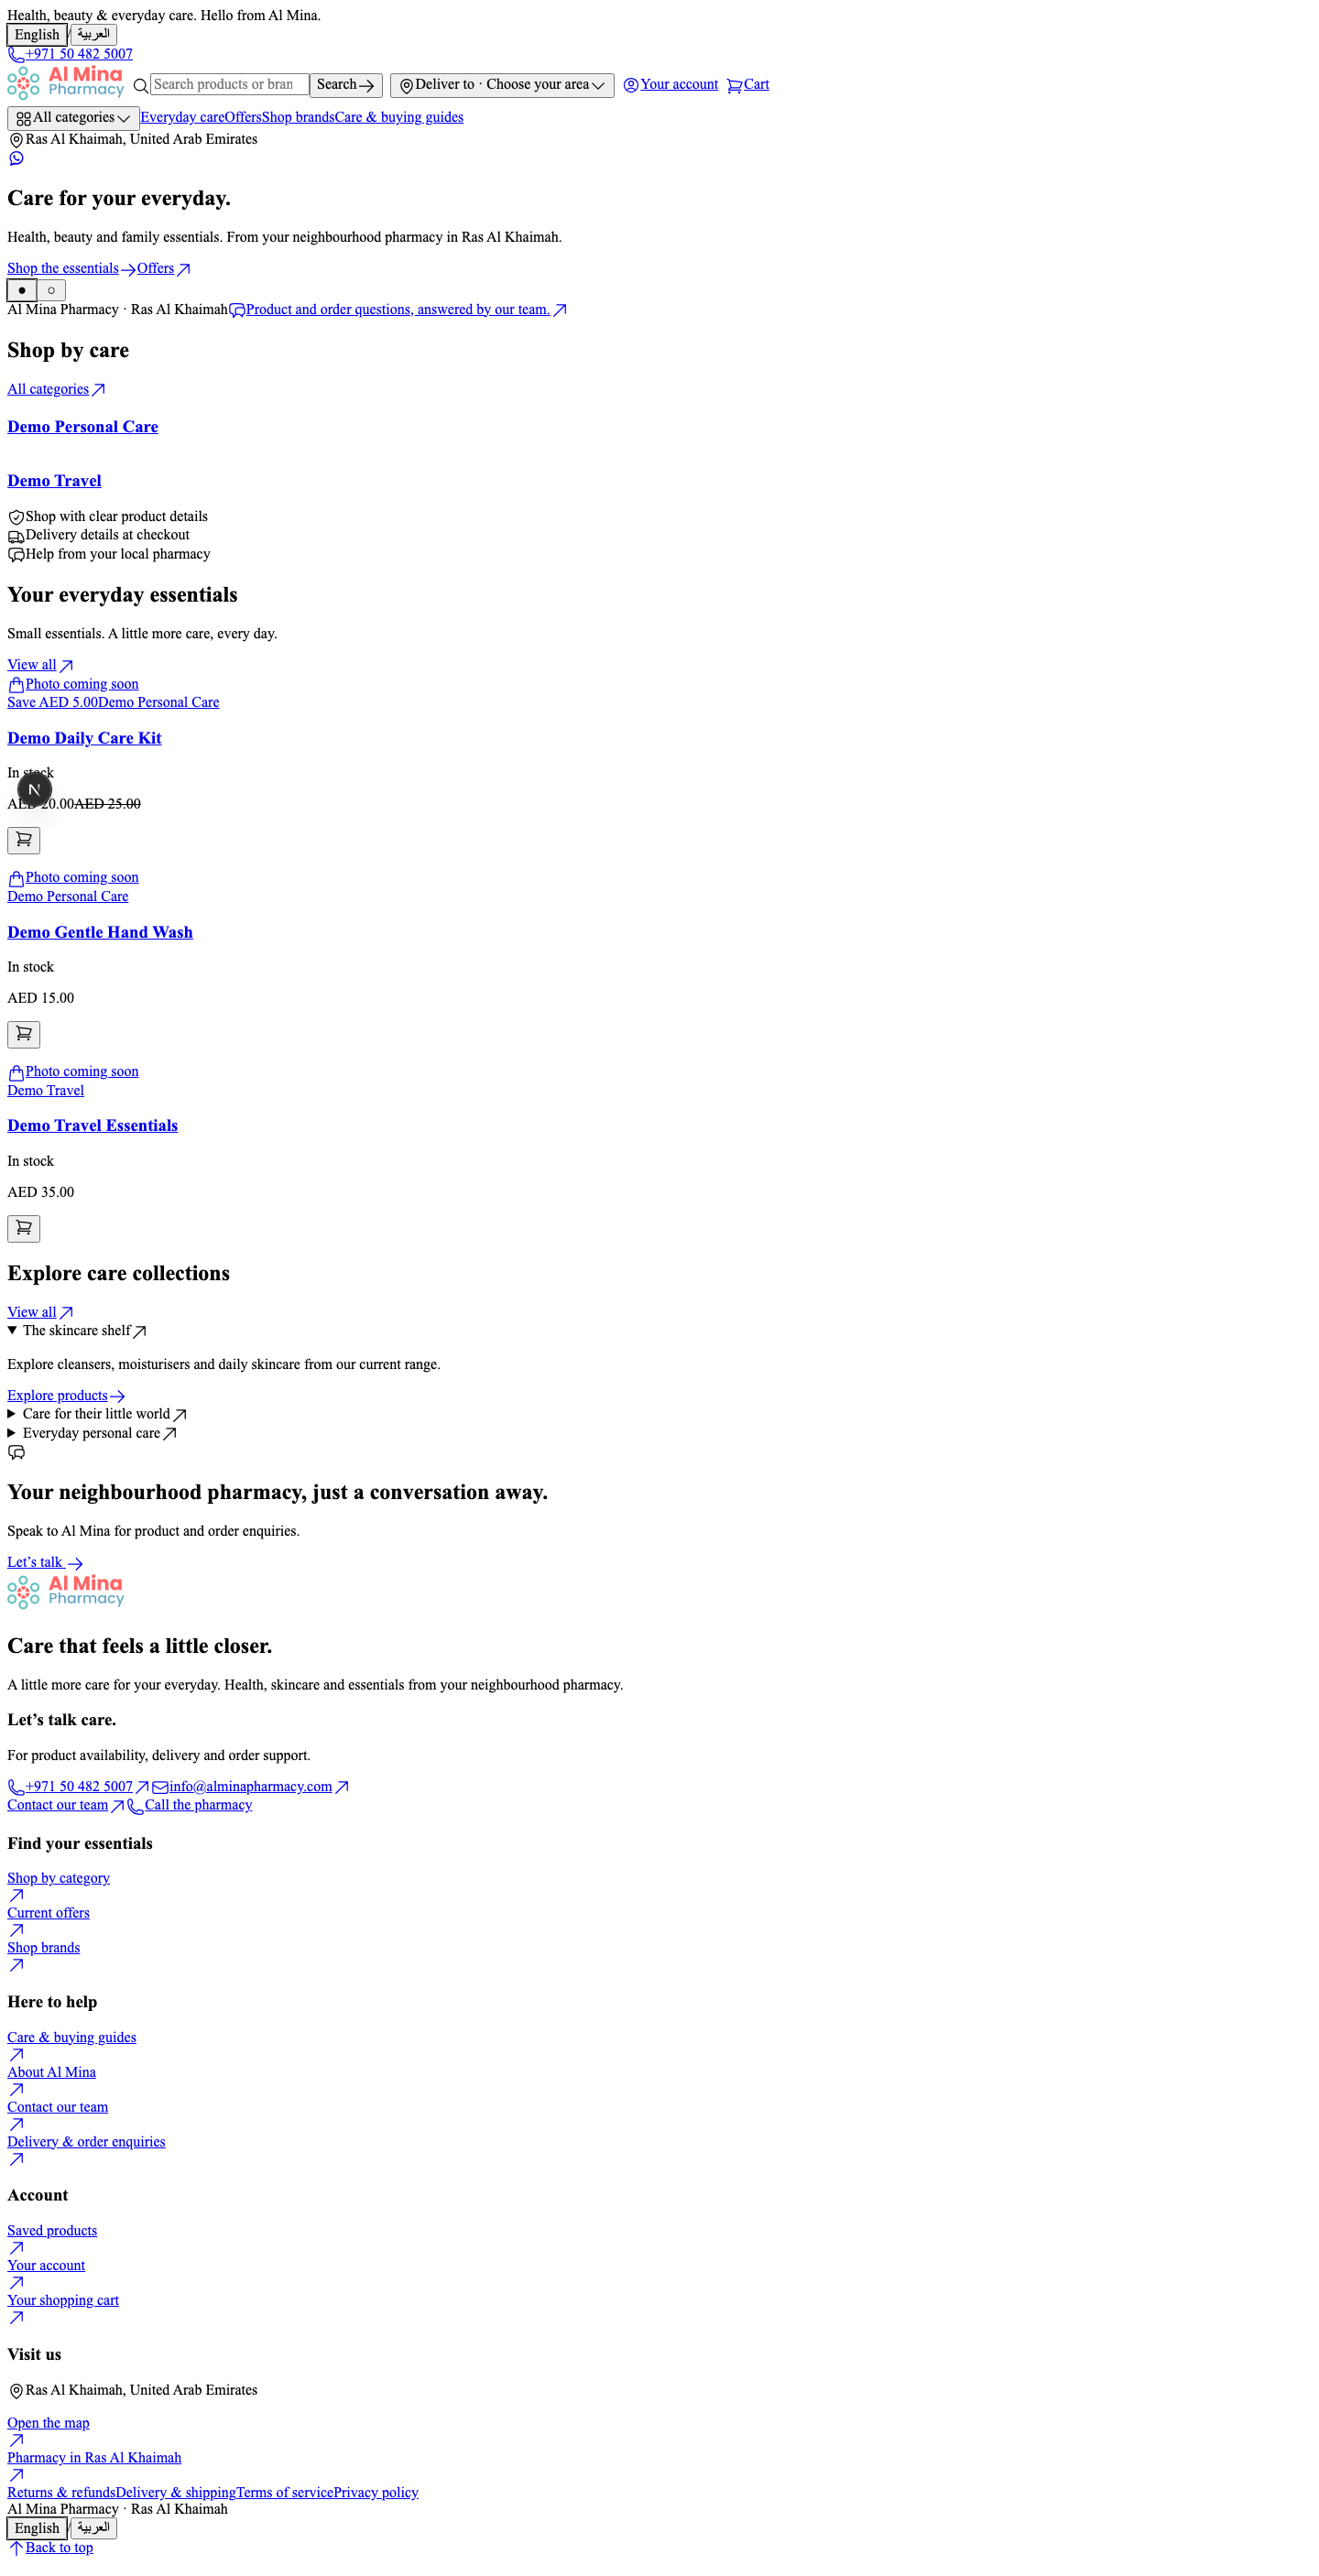 Health, beauty & everyday care. Hello from Al Mina.
English / العربية
+971 50 482 5007
Al Mina Pharmacy Search products or bran Search Deliver to · Choose your area Your account Cart
All categories Everyday care Offers Shop brands Care & buying guides
Ras Al Khaimah, United Arab Emirates
Care for your everyday.
Health, beauty and family essentials. From your neighbourhood pharmacy in Ras Al Khaimah.
Shop the essentials Offers
Al Mina Pharmacy · Ras Al Khaimah Product and order questions, answered by our team.
Shop by care
All categories
Demo Personal Care
Demo Travel
Shop with clear product details
Delivery details at checkout
Help from your local pharmacy
Your everyday essentials
Small essentials. A little more care, every day.
View all
Photo coming soon
Save AED 5.00 Demo Personal Care
Demo Daily Care Kit
In stock
N
AED 20.00 AED 25.00
Photo coming soon
Demo Personal Care
Demo Gentle Hand Wash
In stock
AED 15.00
Photo coming soon
Demo Travel
Demo Travel Essentials
In stock
AED 35.00
Explore care collections
View all
The skincare shelf
Explore cleansers, moisturisers and daily skincare from our current range.
Explore products
Care for their little world
Everyday personal care
Your neighbourhood pharmacy, just a conversation away.
Speak to Al Mina for product and order enquiries.
Let’s talk
Al Mina Pharmacy
Care that feels a little closer.
A little more care for your everyday. Health, skincare and essentials from your neighbourhood pharmacy.
Let’s talk care.
For product availability, delivery and order support.
+971 50 482 5007 info@alminapharmacy.com
Contact our team Call the pharmacy
Find your essentials
Shop by category
Current offers
Shop brands
Here to help
Care & buying guides
About Al Mina
Contact our team
Delivery & order enquiries
Account
Saved products
Your account
Your shopping cart
Visit us
Ras Al Khaimah, United Arab Emirates
Open the map
Pharmacy in Ras Al Khaimah
Returns & refunds Delivery & shipping Terms of service Privacy policy
Al Mina Pharmacy · Ras Al Khaimah
English / العربية
Back to top